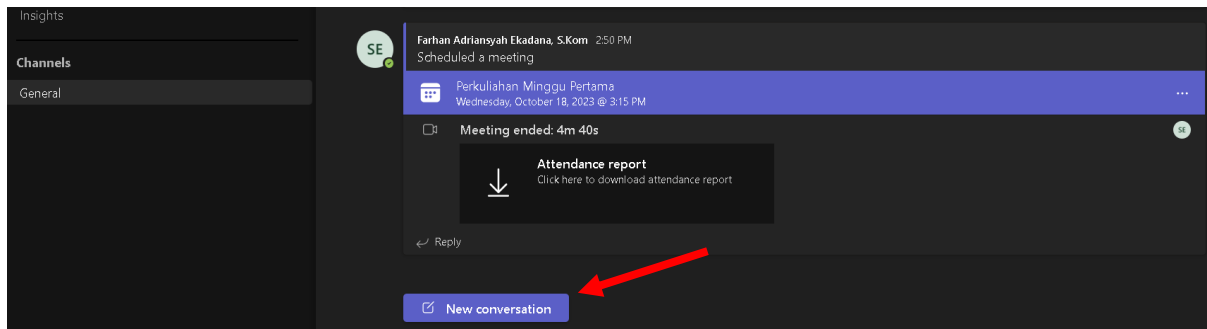 Insights
Channels
General
SE
Farhan Adriansyah Ekadana, S.Kom 2:50 PM
Scheduled a meeting
Perkuliahan Minggu Pertama
Wednesday, October 18, 2023 @ 3:15 PM
Meeting ended: 4m 40s
SE
Attendance report
Click here to download attendance report
Reply
New conversation